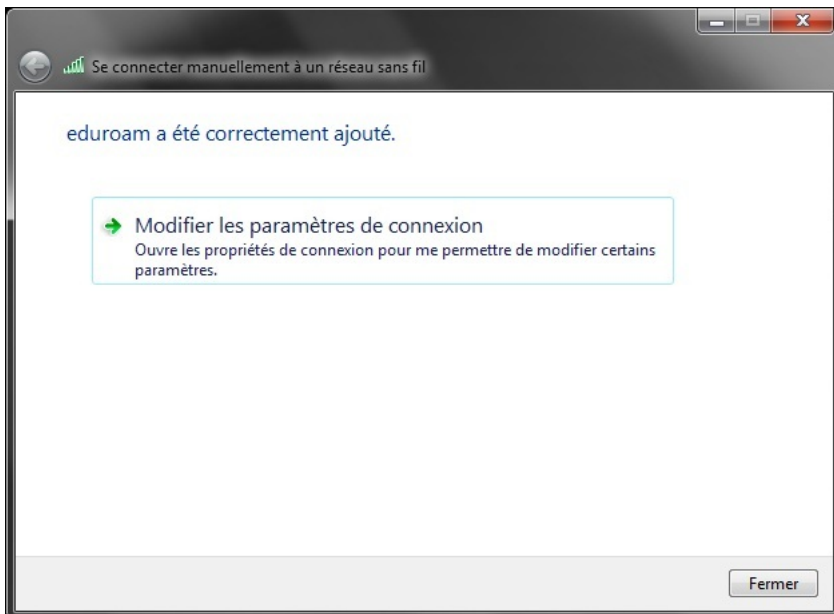 Se connecter manuellement à un réseau sans fil
eduroam a été correctement ajouté.
Modifier les paramètres de connexion
Ouvre les propriétés de connexion pour me permettre de modifier certains
paramètres.
Fermer